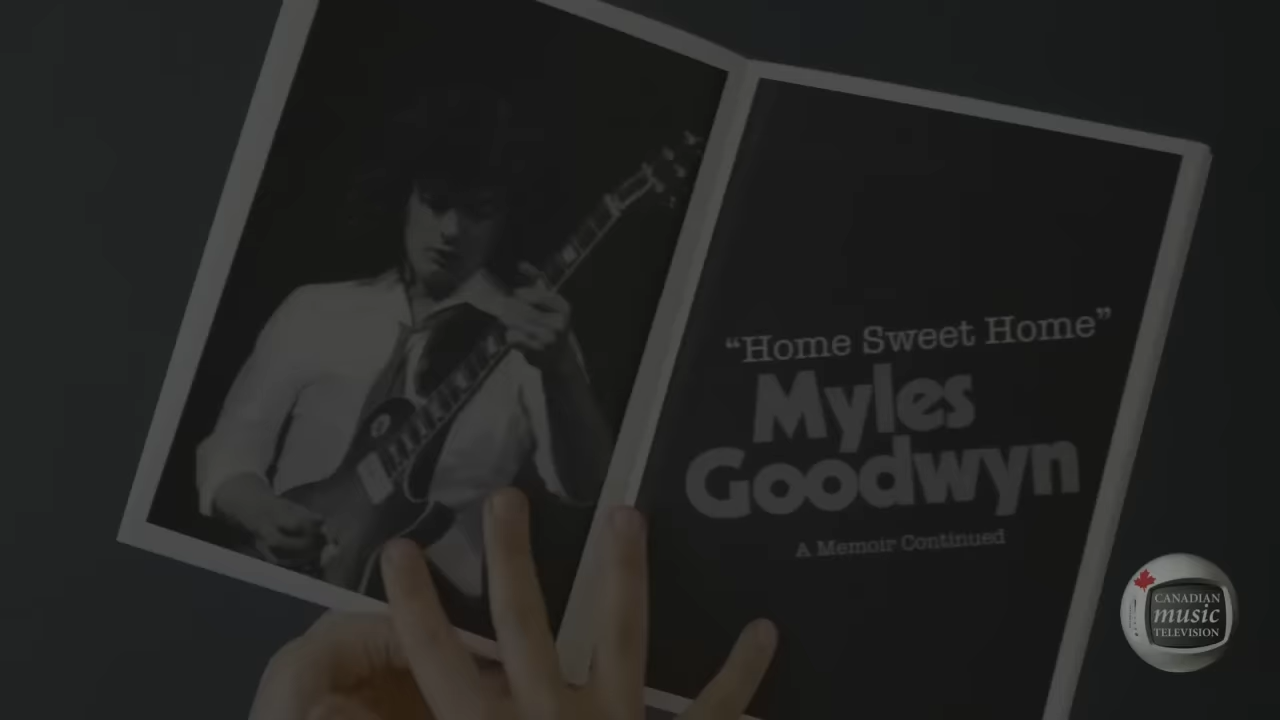 “Home Sweet Home”
Myles
Goodwyn
A Memoir Continued
CANADIAN
music
TELEVISION